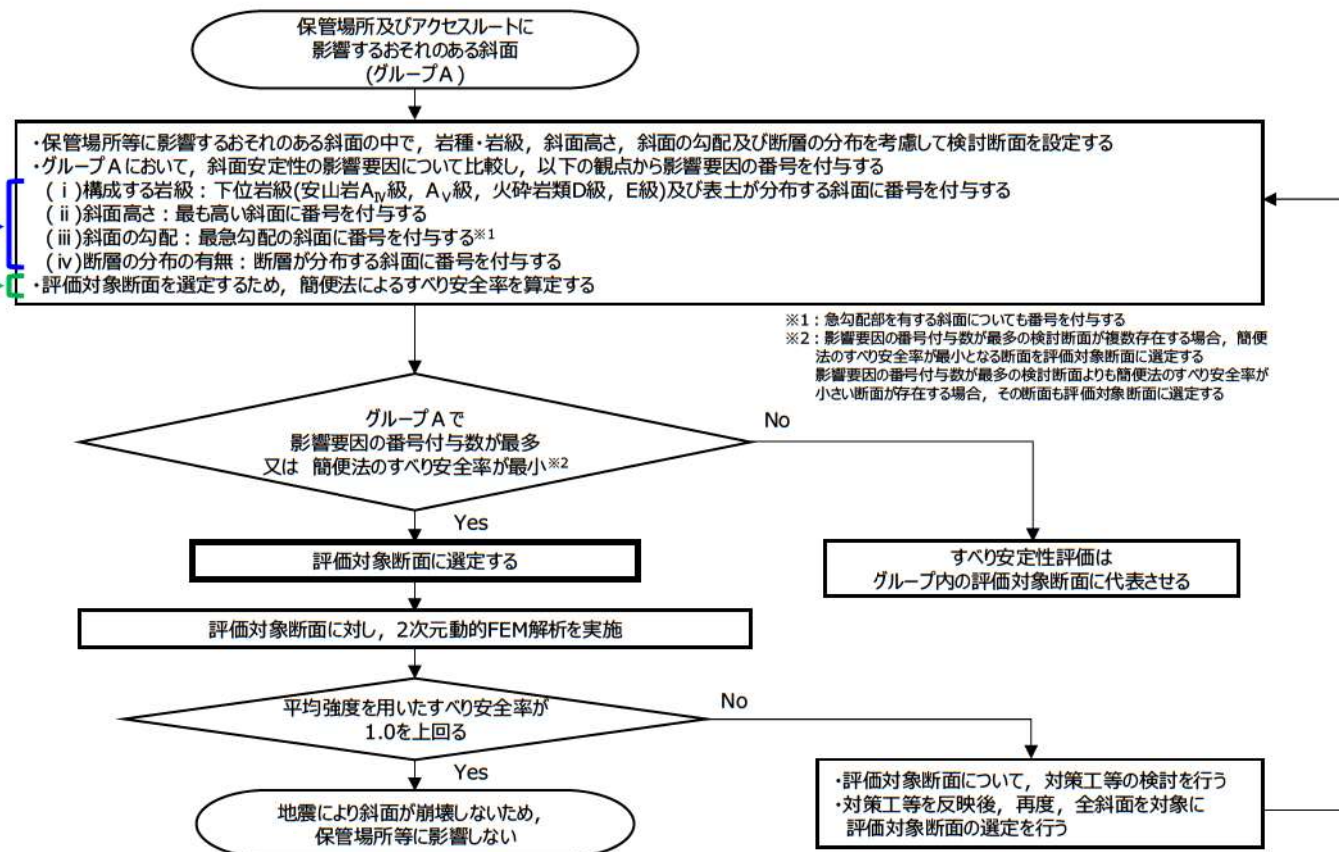 保管場所及びアクセスルートに
影響するおそれのある斜面
(グループA)
・保管場所等に影響するおそれのある斜面の中で，岩種・岩級，斜面高さ，斜面の勾配及び断層の分布を考慮して検討断面を設定する
・グループAにおいて，斜面安定性の影響要因について比較し，以下の観点から影響要因の番号を付与する
(ⅰ)構成する岩級：下位岩級(安山岩AⅣ級，AⅤ級，火砕岩類D級，E級)及び表土が分布する斜面に番号を付与する
(ⅱ)斜面高さ：最も高い斜面に番号を付与する
(ⅲ)斜面の勾配：最急勾配の斜面に番号を付与する※1
(ⅳ)断層の分布の有無：断層が分布する斜面に番号を付与する
・評価対象断面を選定するため，簡便法によるすべり安全率を算定する
※1：急勾配部を有する斜面についても番号を付与する
※2：影響要因の番号付与数が最多の検討断面が複数存在する場合，簡便
法のすべり安全率が最小となる断面を評価対象断面に選定する
影響要因の番号付与数が最多の検討断面よりも簡便法のすべり安全率が
小さい断面が存在する場合，その断面も評価対象断面に選定する
グループAで
影響要因の番号付与数が最多
又は 簡便法のすべり安全率が最小※2
No
Yes
評価対象断面に選定する
すべり安定性評価は
グループ内の評価対象断面に代表させる
評価対象断面に対し，2次元動的FEM解析を実施
平均強度を用いたすべり安全率が
1.0を上回る
No
Yes
地震により斜面が崩壊しないため，
保管場所等に影響しない
・評価対象断面について，対策工等の検討を行う
・対策工等を反映後，再度，全斜面を対象に
評価対象断面の選定を行う